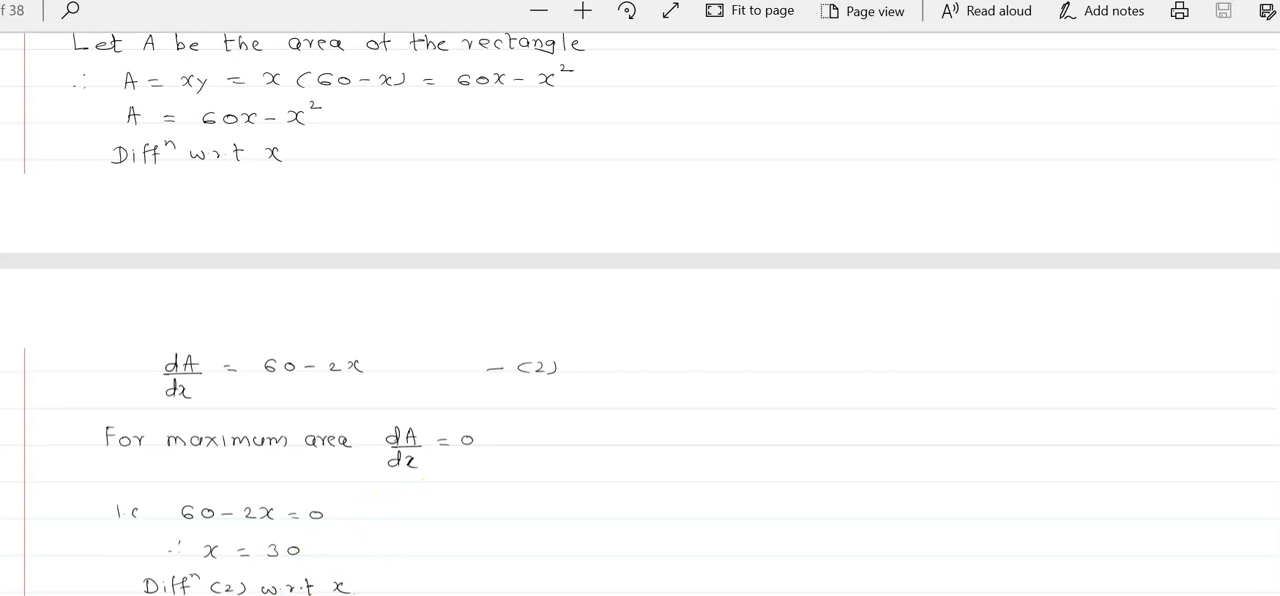 f 38 Fit to page Page view Read aloud Add notes
Let A be the area of the rectangle
∴ A = xy = x (60 - x) = 60x - x²
A = 60x - x²
Diffⁿ w.r.t x
dA/dx = 60 - 2x - (2)
For maximum area dA/dx = 0
i.e 60 - 2x = 0
∴ x = 30
Diffⁿ (2) w.r.t x